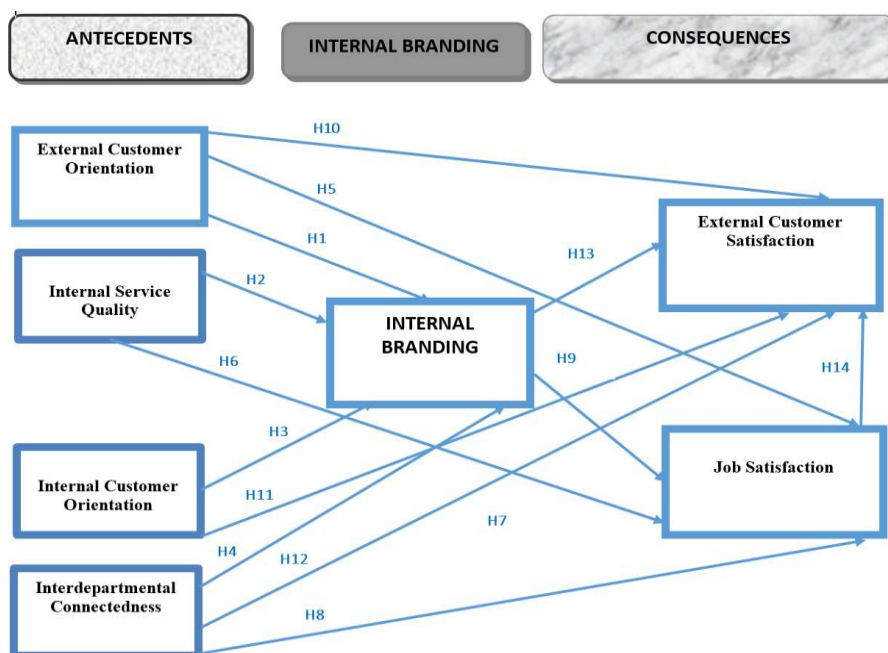 ANTECEDENTS
INTERNAL BRANDING
CONSEQUENCES
H10
External Customer
Orientation
H5
H1
External Customer
Satisfaction
H13
H2
Internal Service
Quality
INTERNAL
BRANDING
H6
H9
H14
H3
Job Satisfaction
Internal Customer
Orientation
H11
H7
H4
H12
Interdepartmental
Connectedness
H8